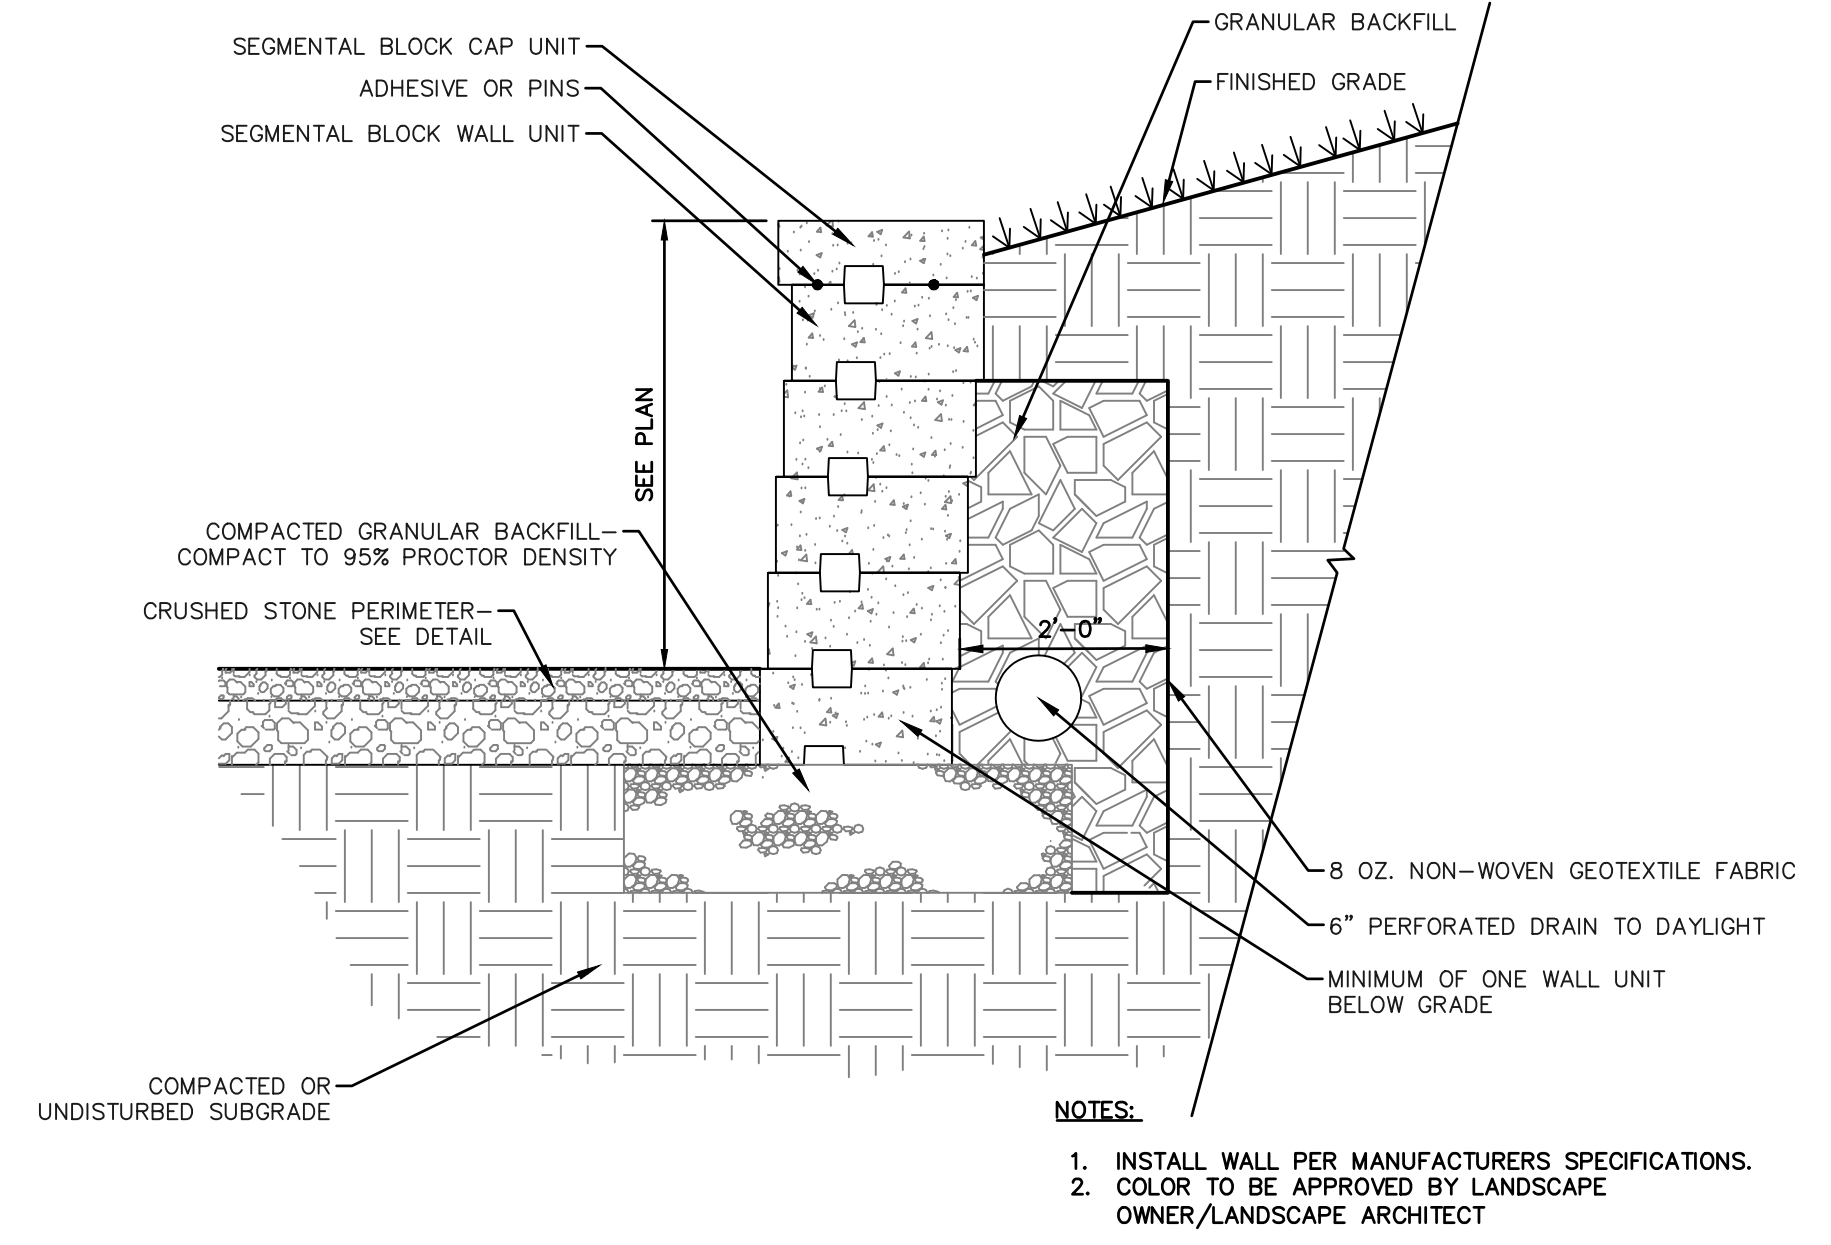 GRANULAR BACKFILL
SEGMENTAL BLOCK CAP UNIT
FINISHED GRADE
ADHESIVE OR PINS
SEGMENTAL BLOCK WALL UNIT
SEE PLAN
COMPACTED GRANULAR BACKFILL–
COMPACT TO 95% PROCTOR DENSITY
CRUSHED STONE PERIMETER–
SEE DETAIL
2'–0"
8 OZ. NON–WOVEN GEOTEXTILE FABRIC
6" PERFORATED DRAIN TO DAYLIGHT
MINIMUM OF ONE WALL UNIT
BELOW GRADE
COMPACTED OR
UNDISTURBED SUBGRADE
NOTES:
1. INSTALL WALL PER MANUFACTURERS SPECIFICATIONS.
2. COLOR TO BE APPROVED BY LANDSCAPE
OWNER/LANDSCAPE ARCHITECT